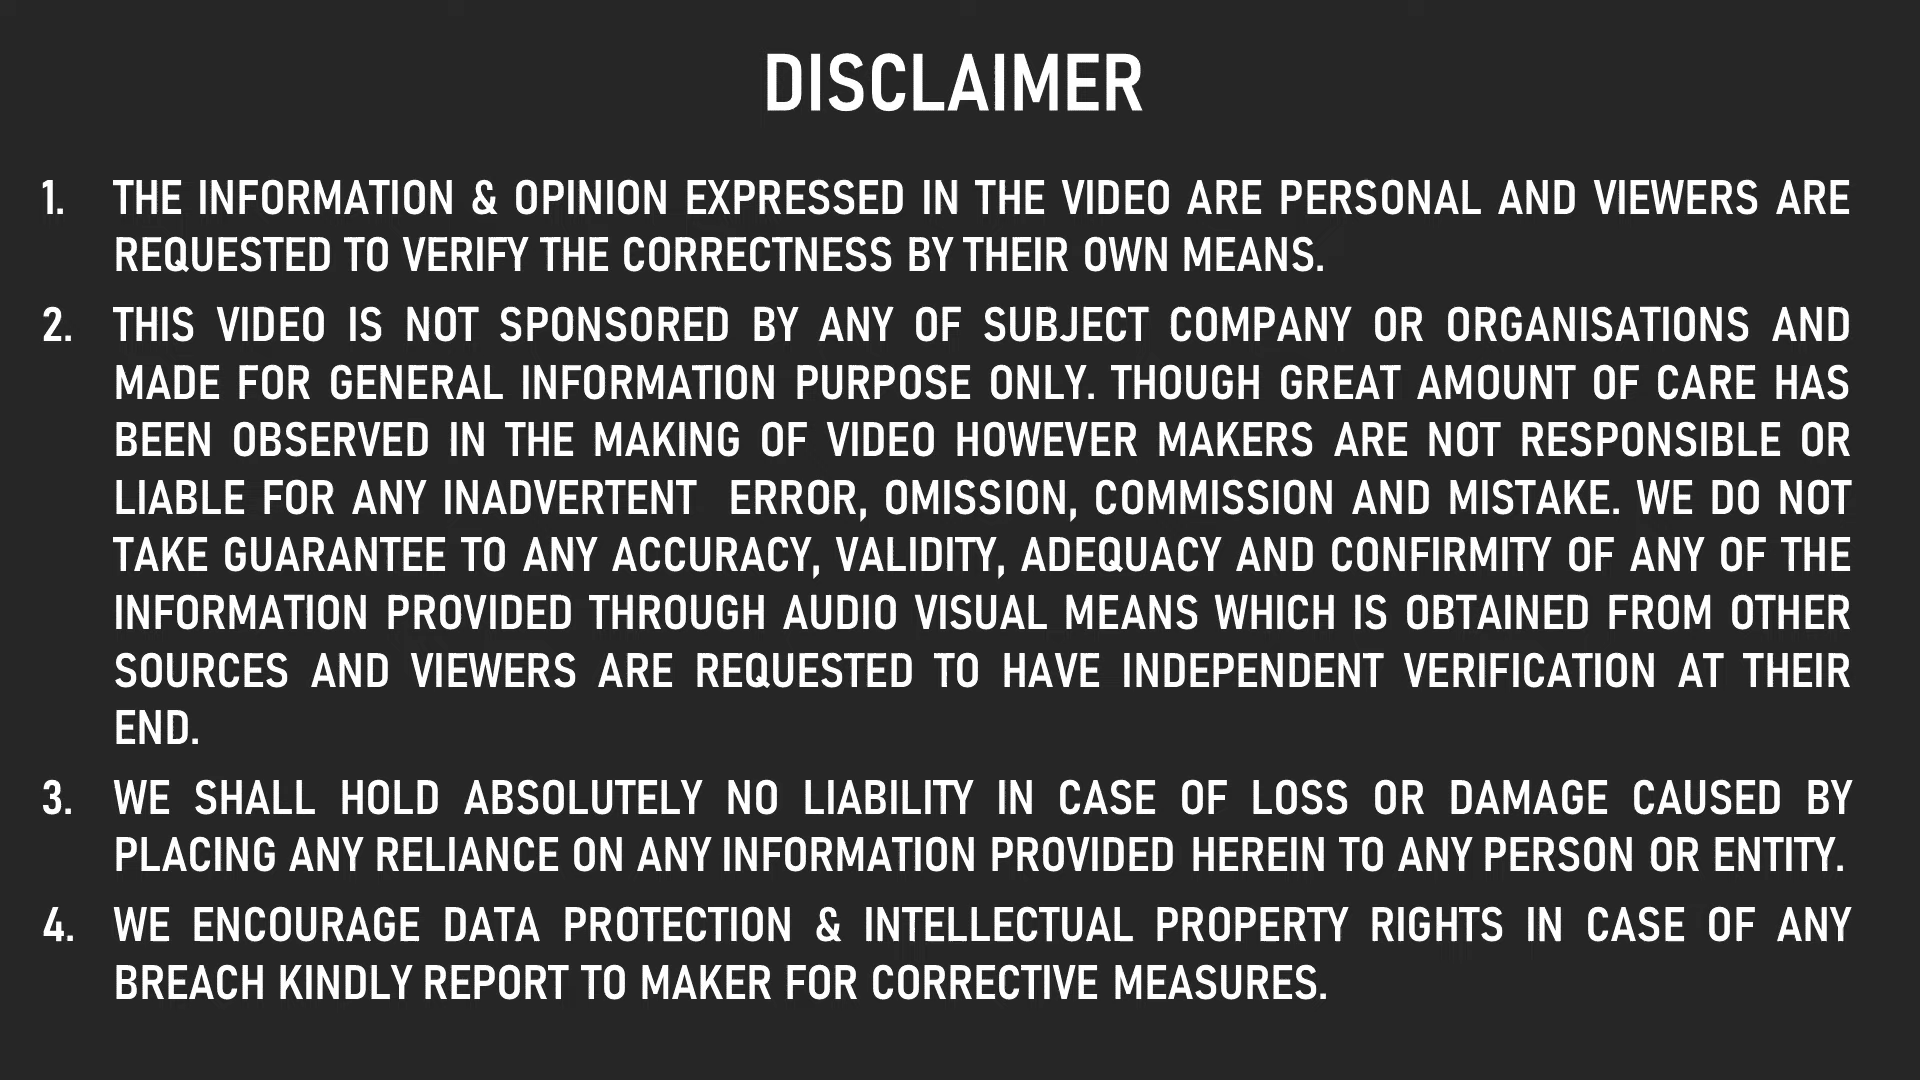 DISCLAIMER
1. THE INFORMATION & OPINION EXPRESSED IN THE VIDEO ARE PERSONAL AND VIEWERS ARE
REQUESTED TO VERIFY THE CORRECTNESS BY THEIR OWN MEANS.
2. THIS VIDEO IS NOT SPONSORED BY ANY OF SUBJECT COMPANY OR ORGANISATIONS AND
MADE FOR GENERAL INFORMATION PURPOSE ONLY. THOUGH GREAT AMOUNT OF CARE HAS
BEEN OBSERVED IN THE MAKING OF VIDEO HOWEVER MAKERS ARE NOT RESPONSIBLE OR
LIABLE FOR ANY INADVERTENT ERROR, OMISSION, COMMISSION AND MISTAKE. WE DO NOT
TAKE GUARANTEE TO ANY ACCURACY, VALIDITY, ADEQUACY AND CONFIRMITY OF ANY OF THE
INFORMATION PROVIDED THROUGH AUDIO VISUAL MEANS WHICH IS OBTAINED FROM OTHER
SOURCES AND VIEWERS ARE REQUESTED TO HAVE INDEPENDENT VERIFICATION AT THEIR
END.
3. WE SHALL HOLD ABSOLUTELY NO LIABILITY IN CASE OF LOSS OR DAMAGE CAUSED BY
PLACING ANY RELIANCE ON ANY INFORMATION PROVIDED HEREIN TO ANY PERSON OR ENTITY.
4. WE ENCOURAGE DATA PROTECTION & INTELLECTUAL PROPERTY RIGHTS IN CASE OF ANY
BREACH KINDLY REPORT TO MAKER FOR CORRECTIVE MEASURES.